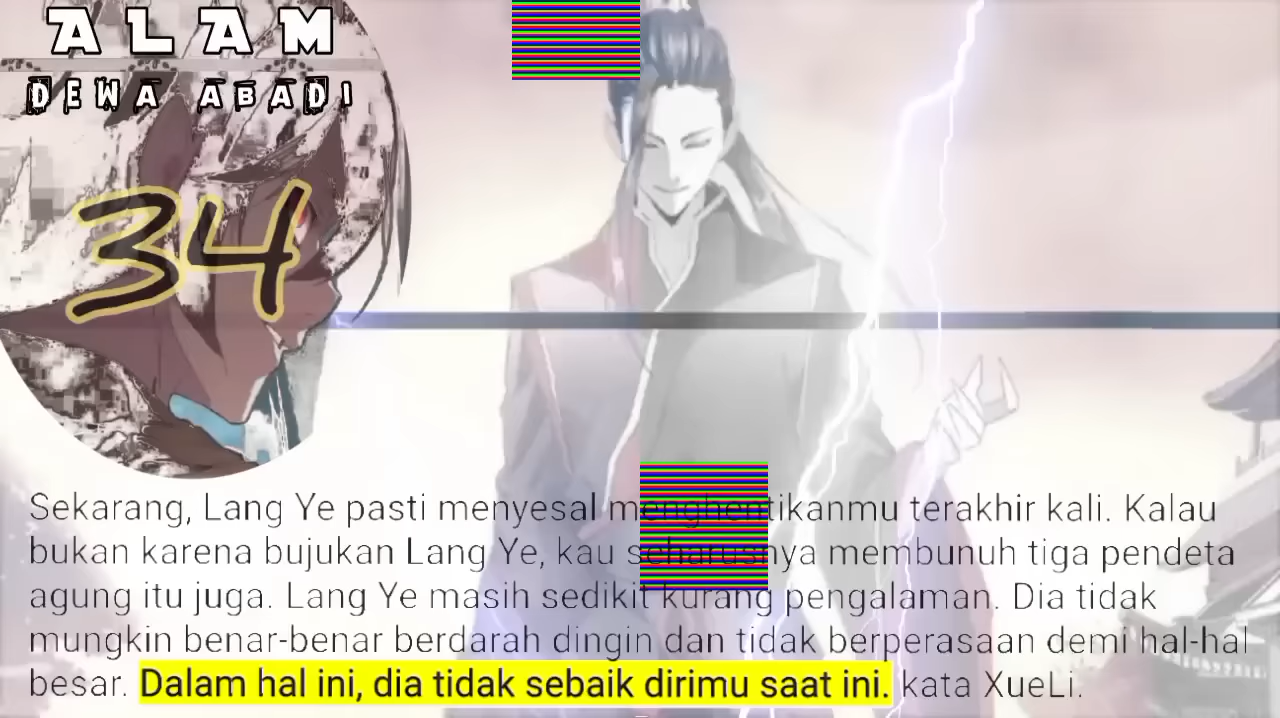 ALAM
DEWA ABADI
34
Sekarang, Lang Ye pasti menyesal menghentikanmu terakhir kali. Kalau
bukan karena bujukan Lang Ye, kau seharusnya membunuh tiga pendeta
agung itu juga. Lang Ye masih sedikit kurang pengalaman. Dia tidak
mungkin benar-benar berdarah dingin dan tidak berperasaan demi hal-hal
besar. Dalam hal ini, dia tidak sebaik dirimu saat ini. kata XueLi.